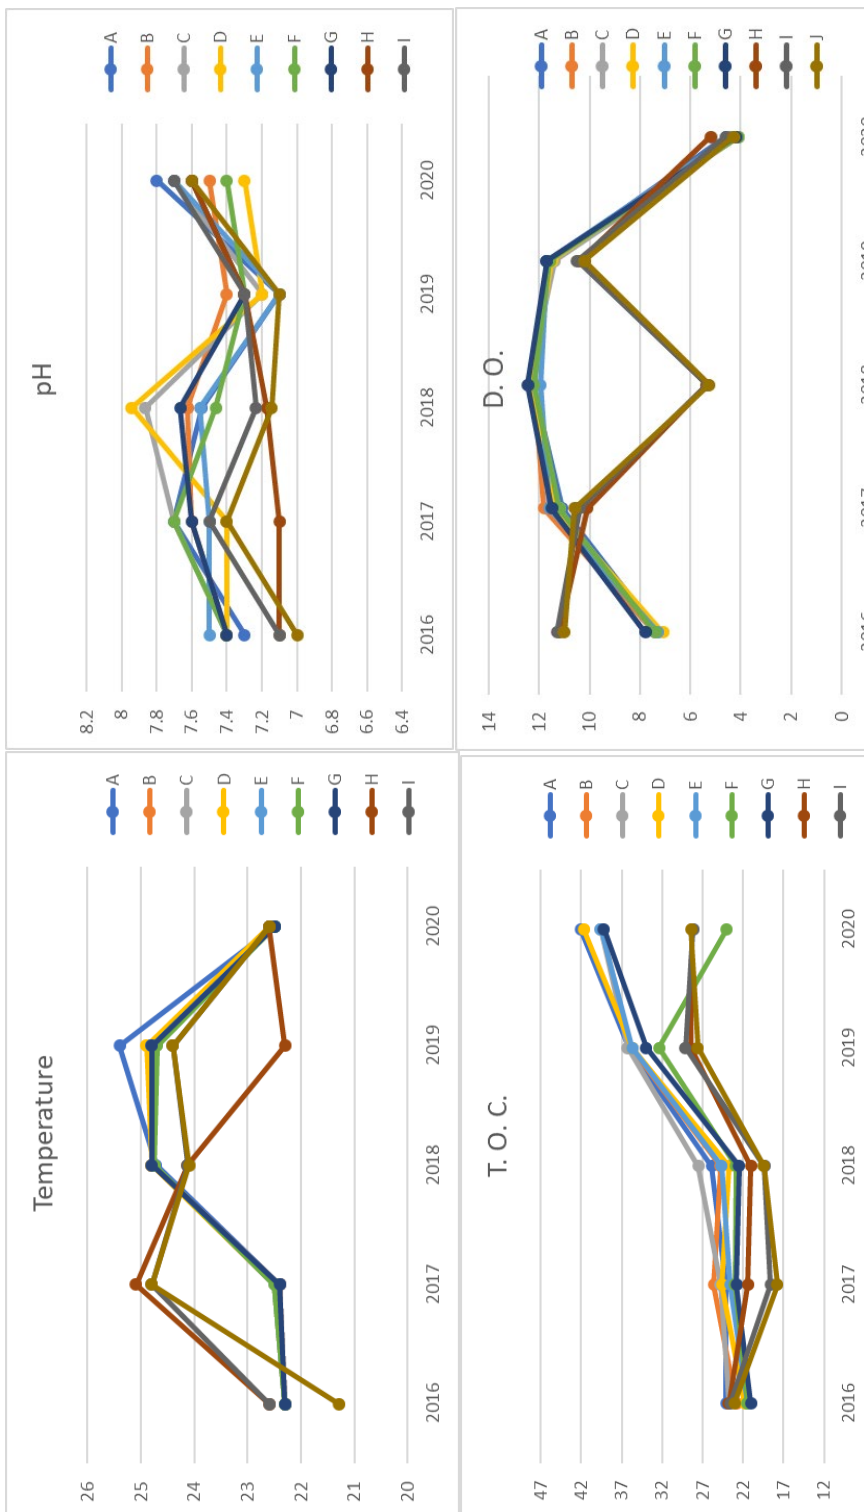 Temperature
26
25
24
23
22
21
20
2016 2017 2018 2019 2020
A
B
C
D
E
F
G
H
I
pH
8.2
8
7.8
7.6
7.4
7.2
7
6.8
6.6
6.4
2016 2017 2018 2019 2020
A
B
C
D
E
F
G
H
I
T. O. C.
47
42
37
32
27
22
17
12
2016 2017 2018 2019 2020
A
B
C
D
E
F
G
H
I
D. O.
14
12
10
8
6
4
2
0
2017
A
B
C
D
E
F
G
H
I
J